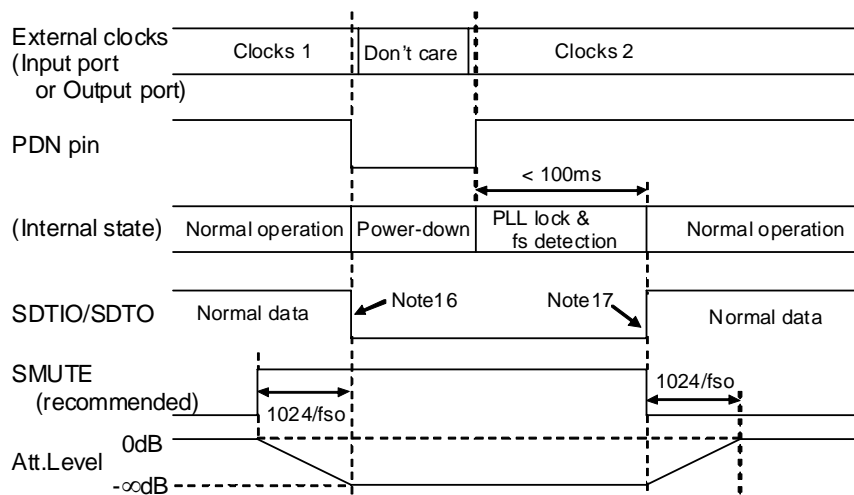 External clocks
(Input port
or Output port)
Clocks 1
Don't care
Clocks 2
PDN pin
< 100ms
(Internal state)
Normal operation
Power-down
PLL lock &
fs detection
Normal operation
SDTIO/SDTO
Normal data
Note16
Note17
Normal data
SMUTE
(recommended)
1024/fso
1024/fso
0dB
Att.Level
-∞dB